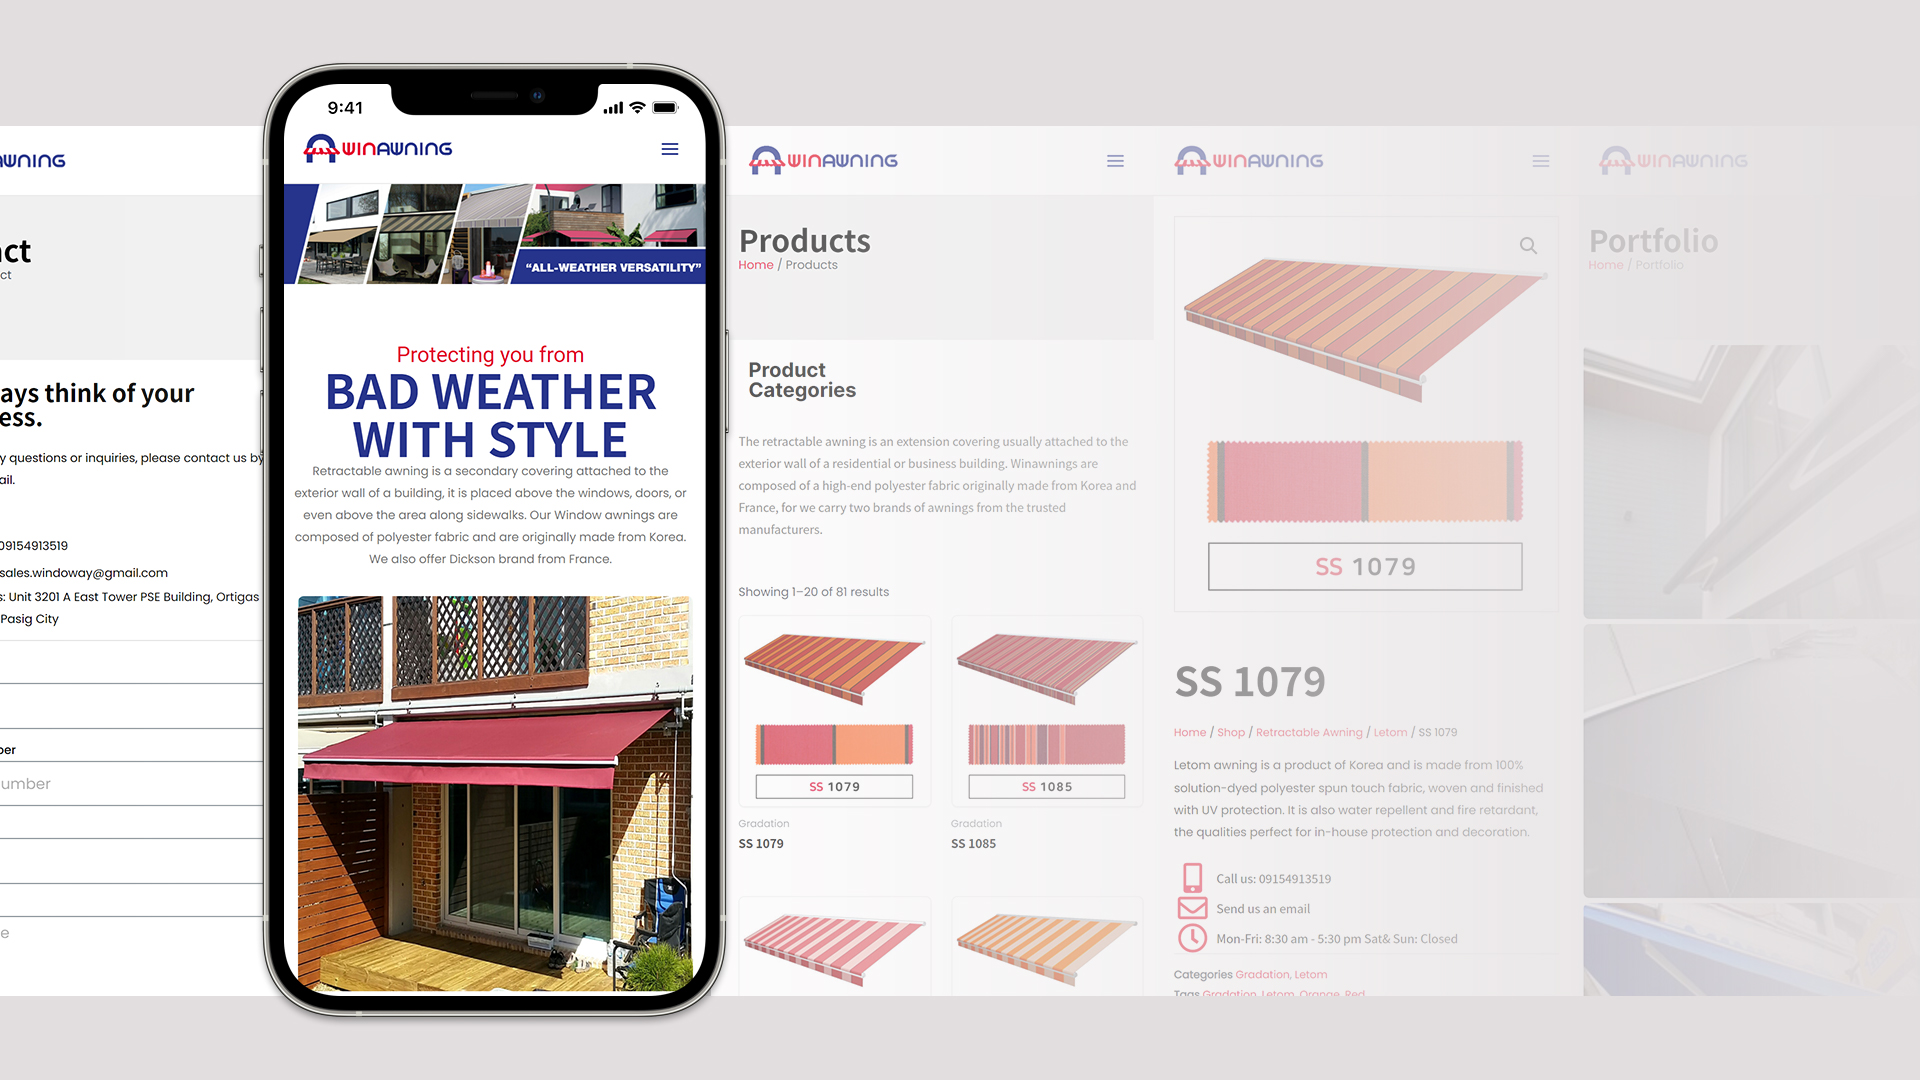 AWNING
act
ct
ays think of your
ess.
y questions or inquiries, please contact us by
ail.
09154913519
sales.windoway@gmail.com
s: Unit 3201 A East Tower PSE Building, Ortigas
Pasig City
ber
umber
e
9:41
WINAWNING
“ALL-WEATHER VERSATILITY”
Protecting you from
BAD WEATHER
WITH STYLE
Retractable awning is a secondary covering attached to the
exterior wall of a building, it is placed above the windows, doors, or
even above the area along sidewalks. Our Window awnings are
composed of polyester fabric and are originally made from Korea.
We also offer Dickson brand from France.
WINAWNING
Products
Home / Products
Product
Categories
The retractable awning is an extension covering usually attached to the
exterior wall of a residential or business building. Winawnings are
composed of a high-end polyester fabric originally made from Korea and
France, for we carry two brands of awnings from the trusted
manufacturers.
Showing 1–20 of 81 results
SS 1079
Gradation
SS 1079
SS 1085
Gradation
SS 1085
WINAWNING
SS 1079
SS 1079
Home / Shop / Retractable Awning / Letom / SS 1079
Letom awning is a product of Korea and is made from 100%
solution-dyed polyester spun touch fabric, woven and finished
with UV protection. It is also water repellent and fire retardant,
the qualities perfect for in-house protection and decoration.
Call us: 09154913519
Send us an email
Mon-Fri: 8:30 am - 5:30 pm Sat& Sun: Closed
Categories Gradation, Letom
Tags Gradation, Letom, Orange, Red
WINAWNING
Portfolio
Home / Portfolio